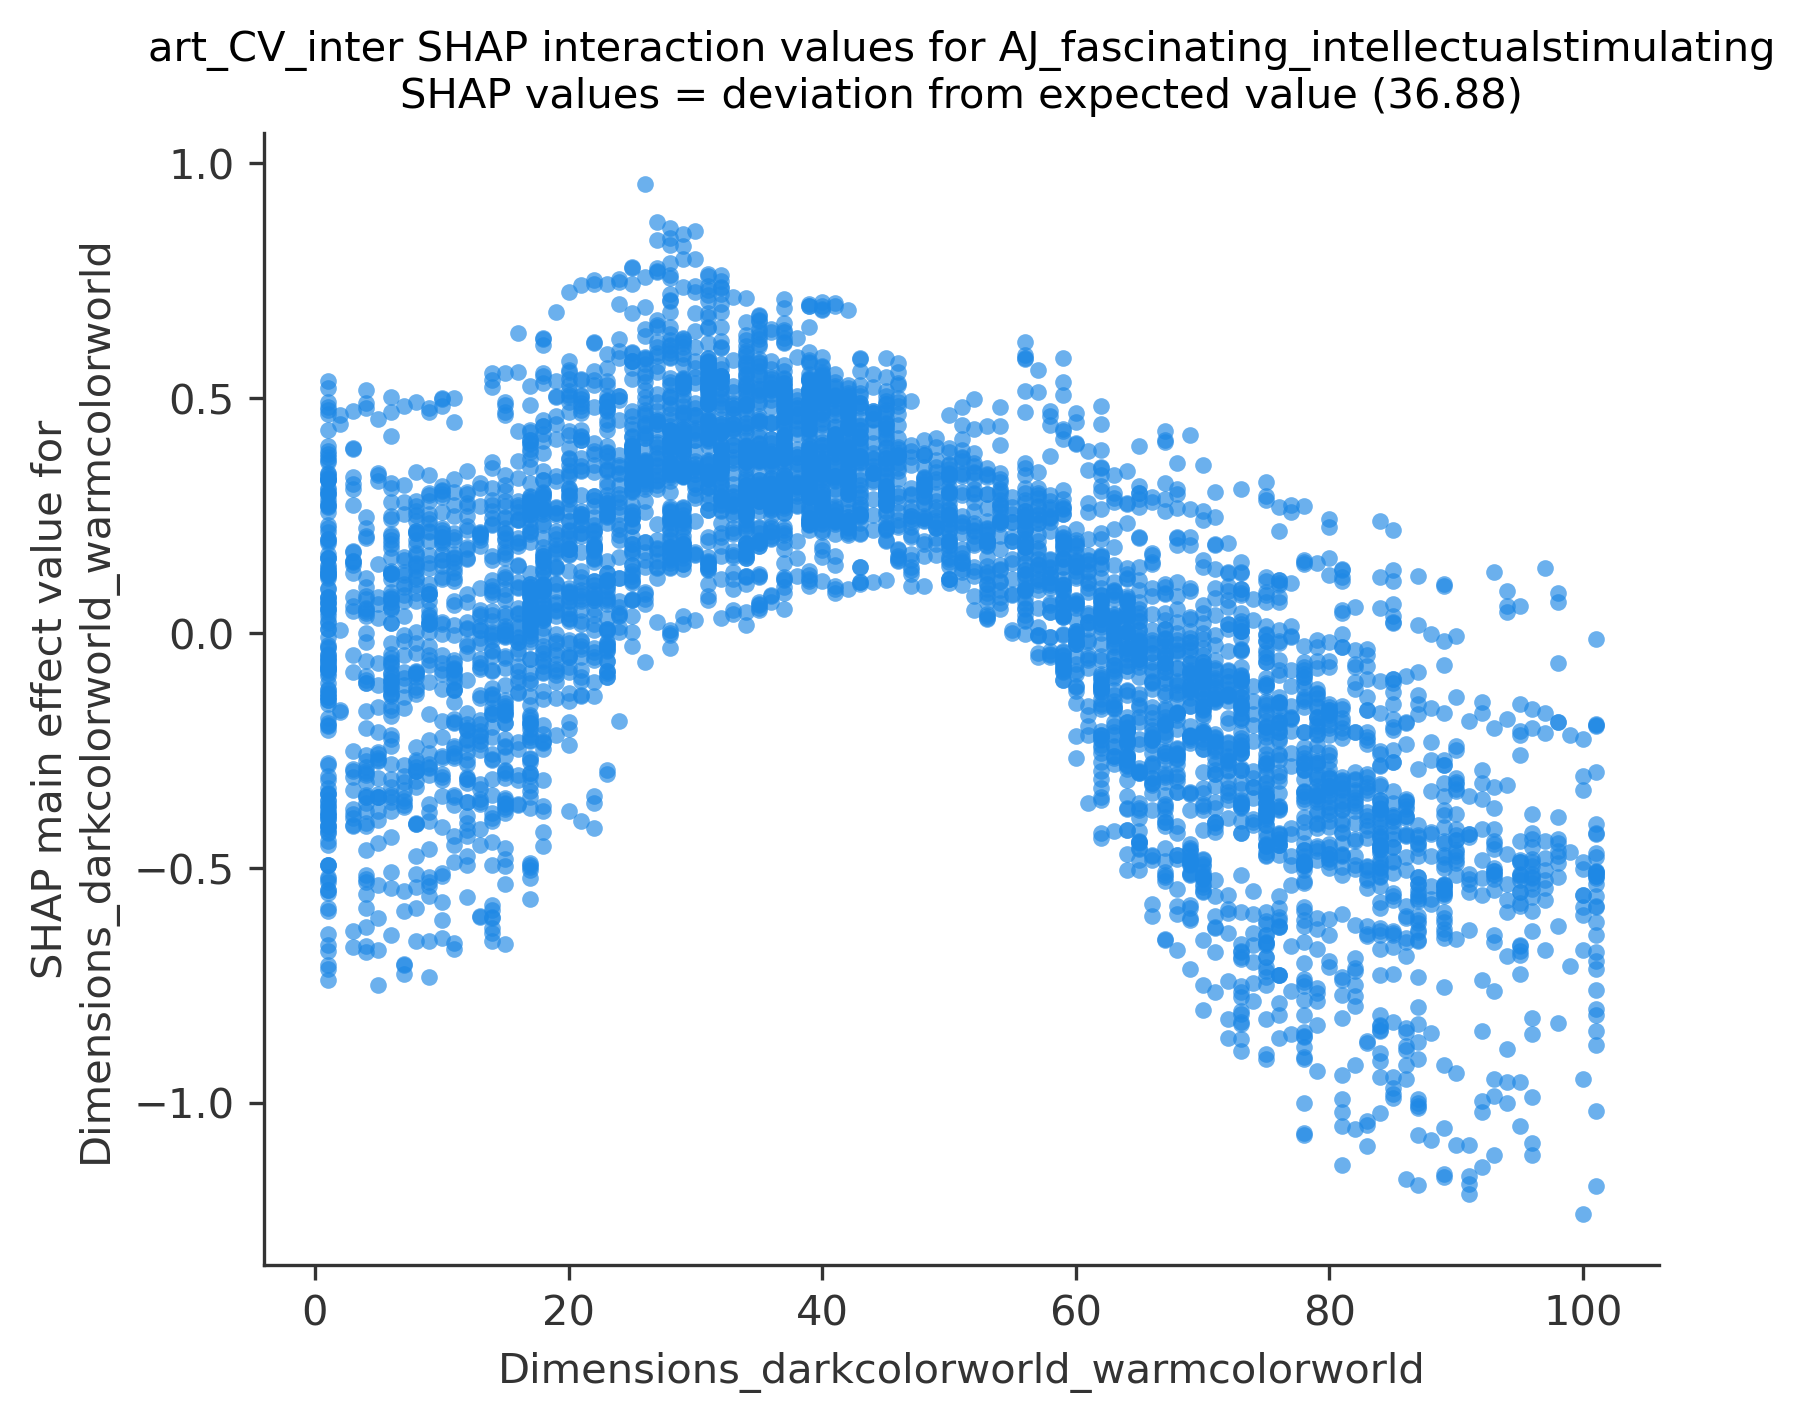 art_CV_inter SHAP interaction values for AJ_fascinating_intellectualstimulating
SHAP values = deviation from expected value (36.88)
SHAP main effect value for
Dimensions_darkcolorworld_warmcolorworld
1.0
0.5
0.0
−0.5
−1.0
0
20
40
60
80
100
Dimensions_darkcolorworld_warmcolorworld